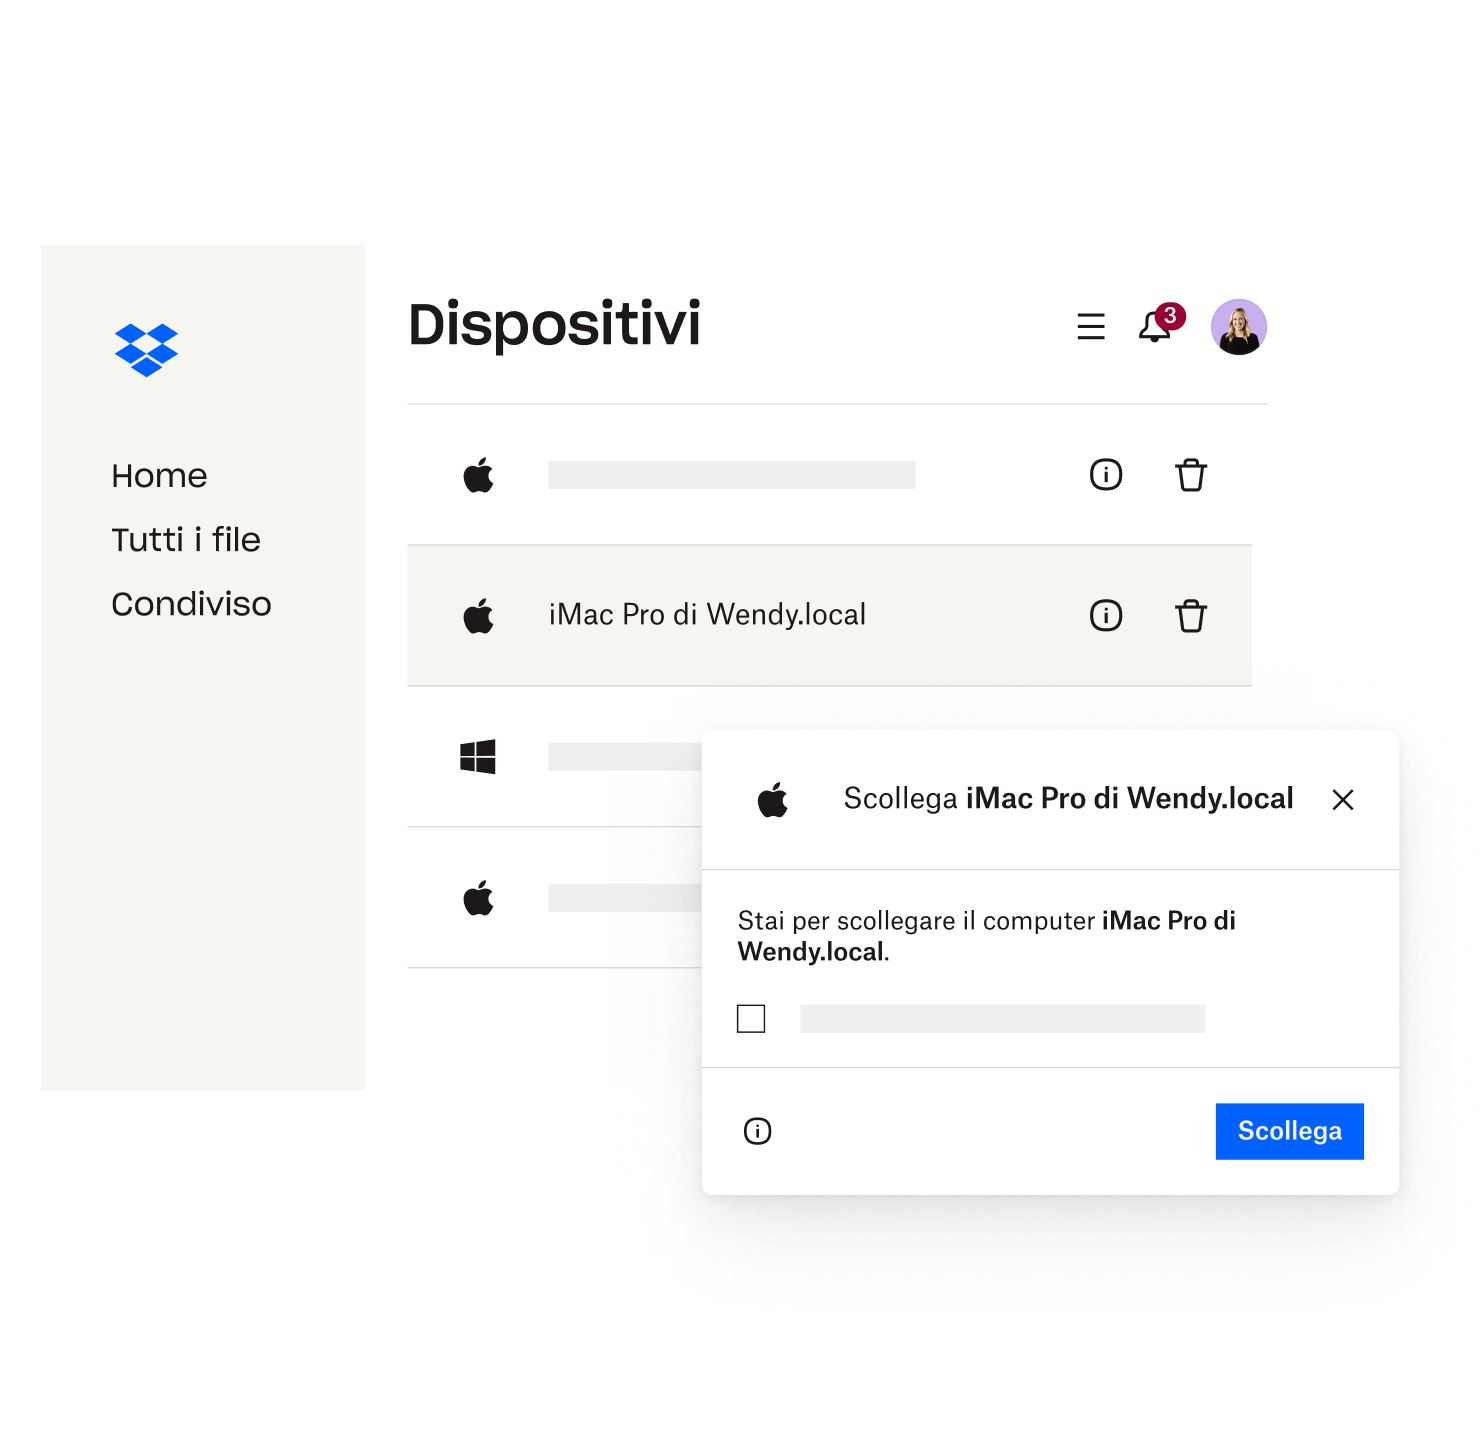 Dispositivi
3
Home
Tutti i file
Condiviso
iMac Pro di Wendy.local
Scollega iMac Pro di Wendy.local
Stai per scollegare il computer iMac Pro di
Wendy.local.
Scollega